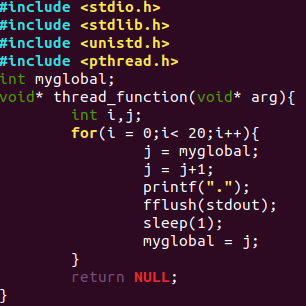 #include <stdio.h>
#include <stdlib.h>
#include <unistd.h>
#include <pthread.h>
int myglobal;
void* thread_function(void* arg){
        int i,j;
        for(i = 0;i< 20;i++){
                j = myglobal;
                j = j+1;
                printf(".");
                fflush(stdout);
                sleep(1);
                myglobal = j;
        }
        return NULL;
}